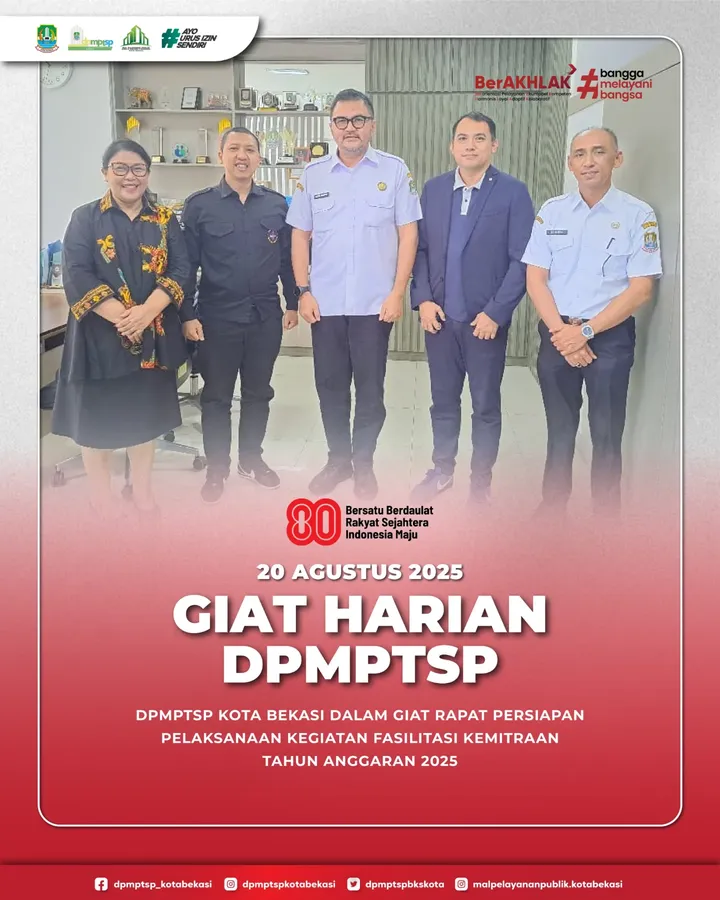 dpmptsp
#AYO
URUS IZIN
SENDIRI
BerAKHLAK
#bangga
melayani
bangsa
80
Bersatu Berdaulat
Rakyat Sejahtera
Indonesia Maju
20 AGUSTUS 2025
GIAT HARIAN
DPMPTSP
DPMPTSP KOTA BEKASI DALAM GIAT RAPAT PERSIAPAN
PELAKSANAAN KEGIATAN FASILITASI KEMITRAAN
TAHUN ANGGARAN 2025
dpmptsp_kotabekasi dpmptspkotabekasi dpmptspbkskota malpelayananpublik.kotabekasi